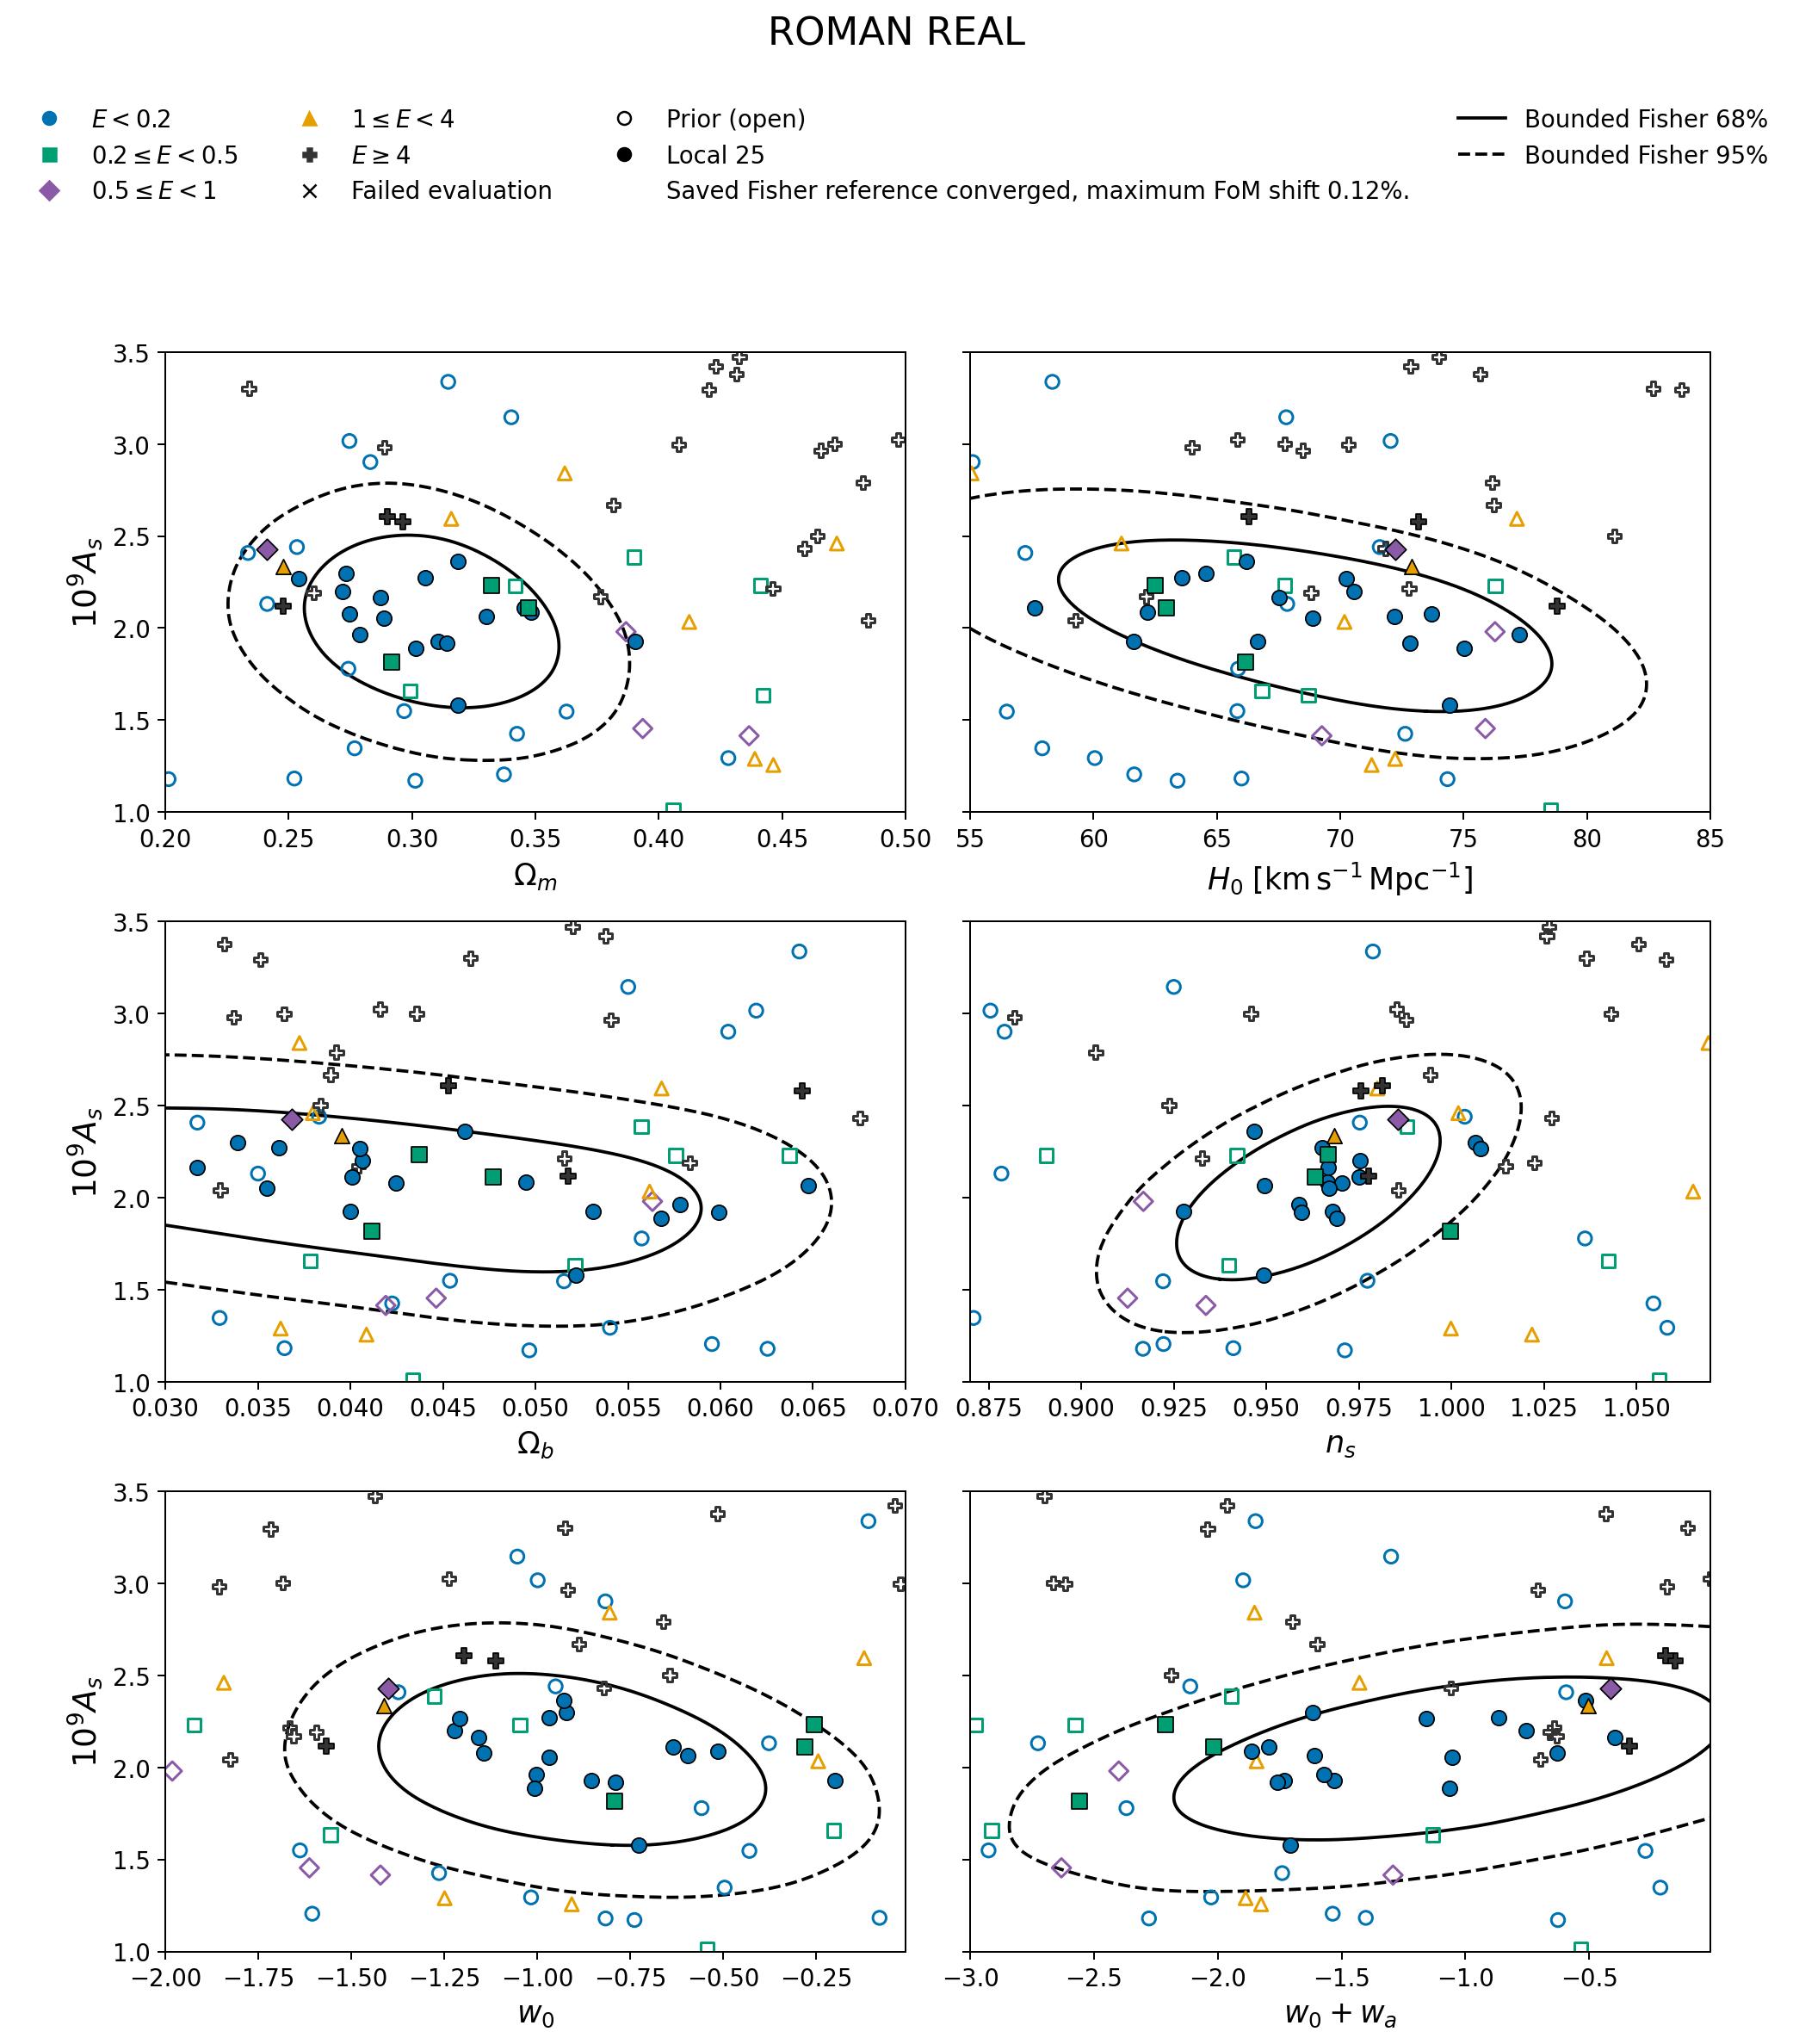 ROMAN REAL
E < 0.2
0.2 ≤ E < 0.5
0.5 ≤ E < 1
1 ≤ E < 4
E ≥ 4
Failed evaluation
Prior (open)
Local 25
Saved Fisher reference converged, maximum FoM shift 0.12%.
Bounded Fisher 68%
Bounded Fisher 95%
3.5
3.0
2.5
2.0
1.5
1.0
10⁹Aₛ
0.20 0.25 0.30 0.35 0.40 0.45 0.50
Ωₘ
55 60 65 70 75 80 85
H₀ [km s⁻¹ Mpc⁻¹]
3.5
3.0
2.5
2.0
1.5
1.0
10⁹Aₛ
0.030 0.035 0.040 0.045 0.050 0.055 0.060 0.065 0.070
Ω_b
0.875 0.900 0.925 0.950 0.975 1.000 1.025 1.050
nₛ
3.5
3.0
2.5
2.0
1.5
1.0
10⁹Aₛ
−2.00 −1.75 −1.50 −1.25 −1.00 −0.75 −0.50 −0.25
w₀
−3.0 −2.5 −2.0 −1.5 −1.0 −0.5
w₀ + wₐ